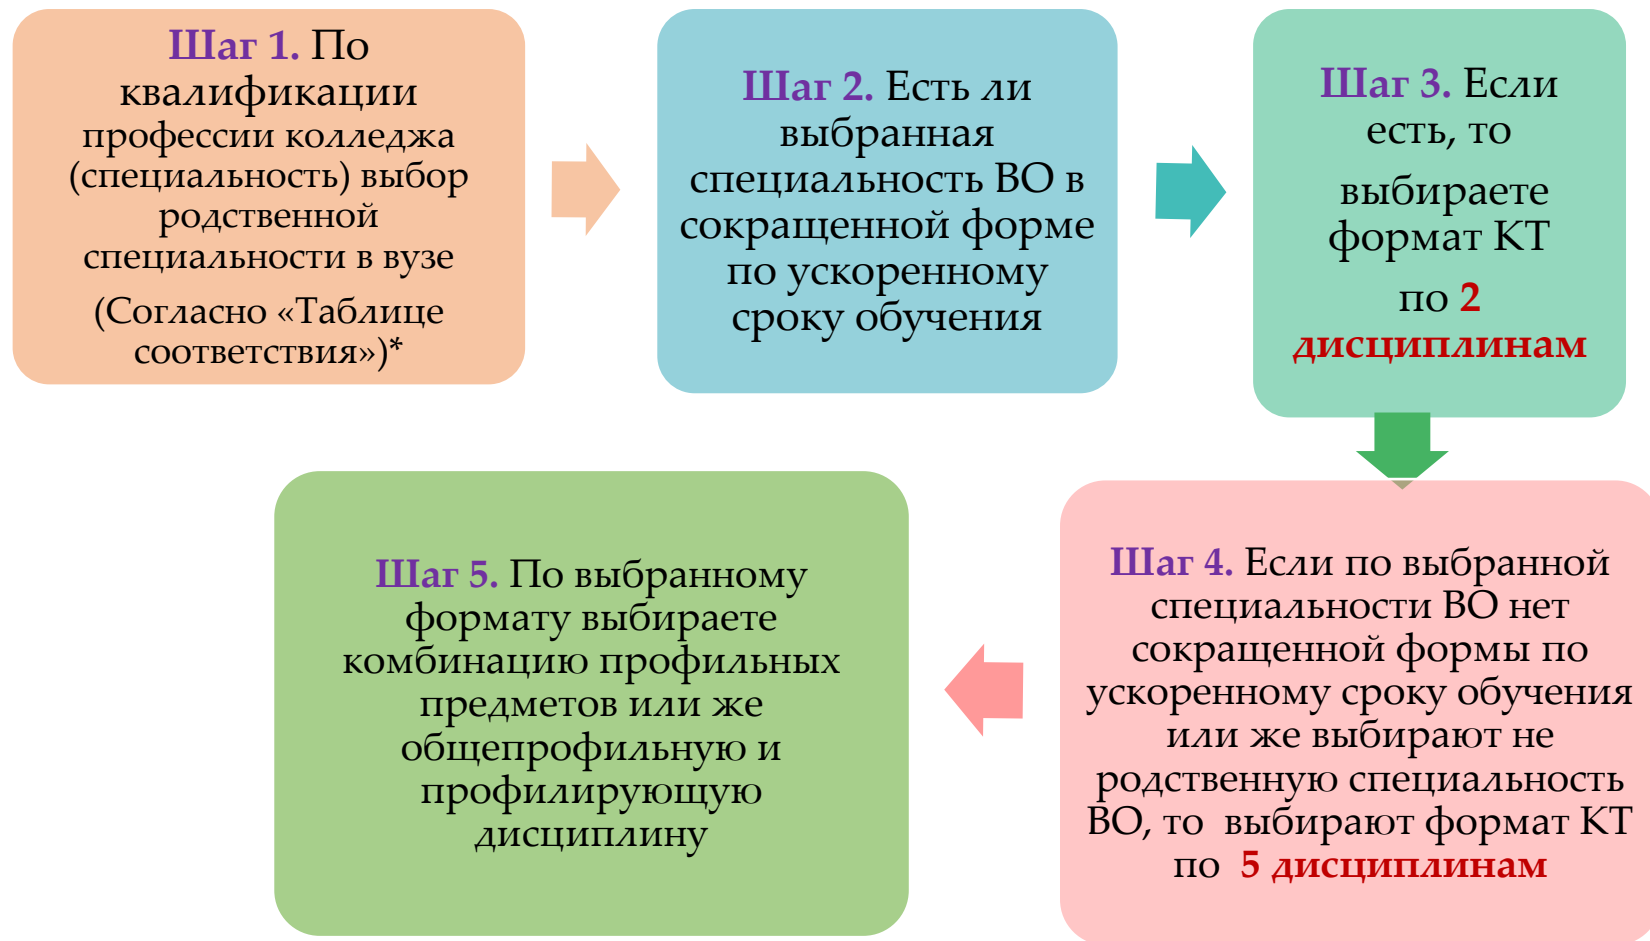 Шаг 1. По
квалификации
профессии колледжа
(специальность) выбор
родственной
специальности в вузе
(Согласно «Таблице
соответствия»)*
Шаг 2. Есть ли
выбранная
специальность ВО в
сокращенной форме
по ускоренному
сроку обучения
Шаг 3. Если
есть, то
выбираете
формат КТ
по 2
дисциплинам
Шаг 4. Если по выбранной
специальности ВО нет
сокращенной формы по
ускоренному сроку обучения
или же выбирают не
родственную специальность
ВО, то выбирают формат КТ
по 5 дисциплинам
Шаг 5. По выбранному
формату выбираете
комбинацию профильных
предметов или же
общепрофильную и
профилирующую
дисциплину